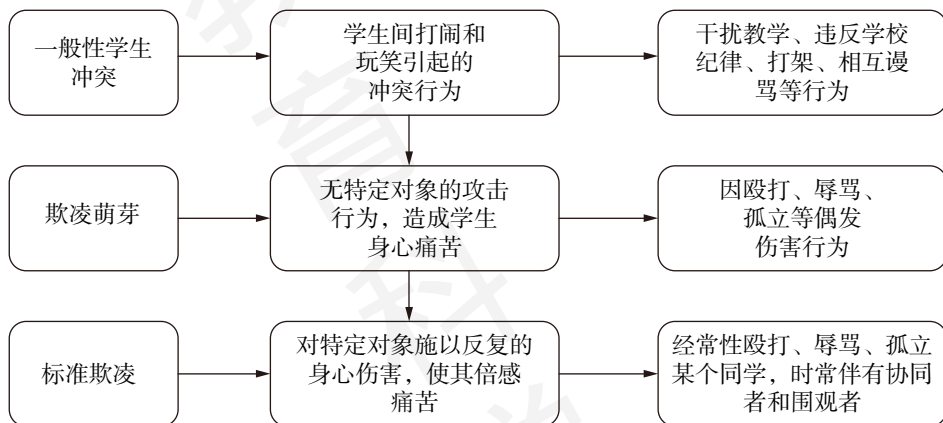 一般性学生
冲突
学生间打闹和
玩笑引起的
冲突行为
干扰教学、违反学校
纪律、打架、相互谩
骂等行为
欺凌萌芽
无特定对象的攻击
行为，造成学生
身心痛苦
因殴打、辱骂、
孤立等偶发
伤害行为
标准欺凌
对特定对象施以反复的
身心伤害，使其倍感
痛苦
经常性殴打、辱骂、孤立
某个同学，时常伴有协同
者和围观者